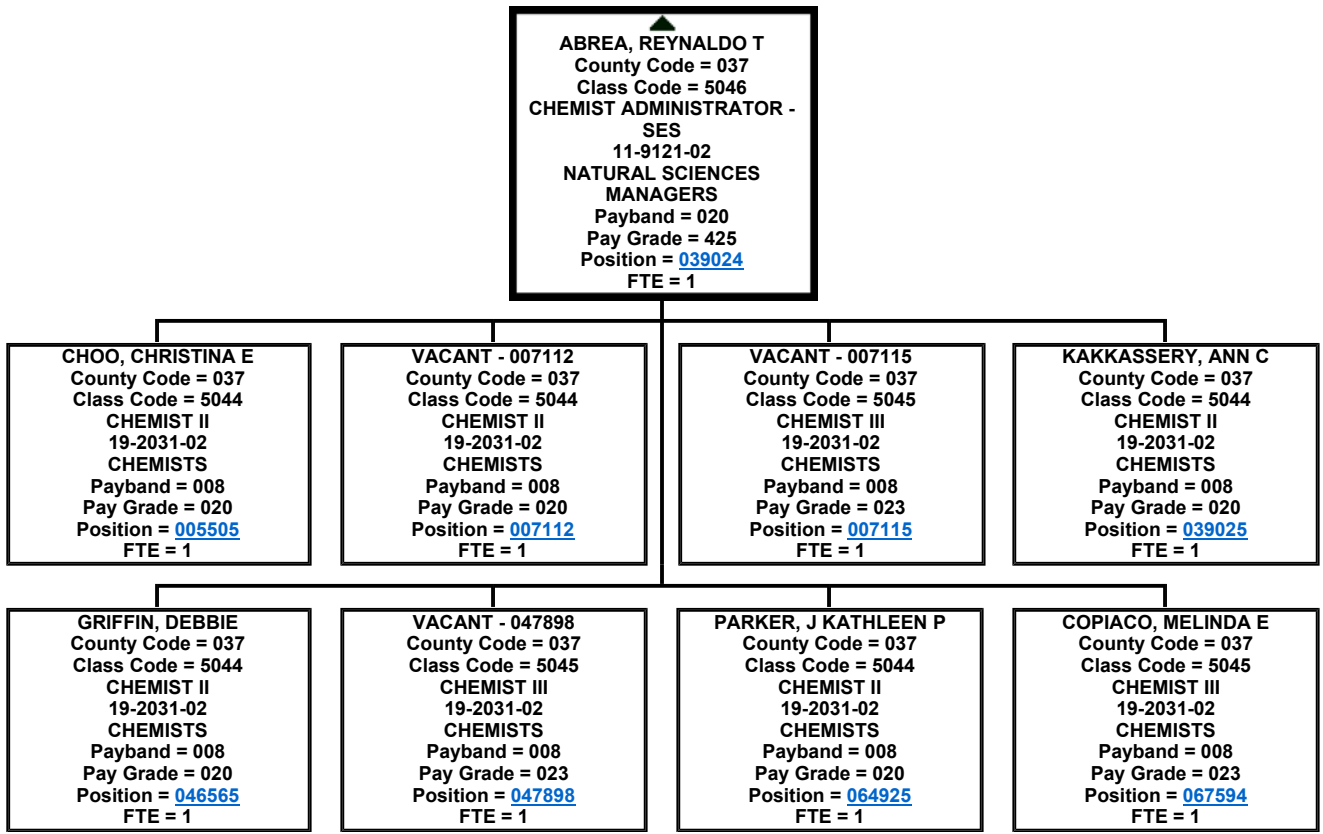 ABREA, REYNALDO T
County Code = 037
Class Code = 5046
CHEMIST ADMINISTRATOR -
SES
11-9121-02
NATURAL SCIENCES
MANAGERS
Payband = 020
Pay Grade = 425
Position = 039024
FTE = 1
CHOO, CHRISTINA E
County Code = 037
Class Code = 5044
CHEMIST II
19-2031-02
CHEMISTS
Payband = 008
Pay Grade = 020
Position = 005505
FTE = 1
VACANT - 007112
County Code = 037
Class Code = 5044
CHEMIST II
19-2031-02
CHEMISTS
Payband = 008
Pay Grade = 020
Position = 007112
FTE = 1
VACANT - 007115
County Code = 037
Class Code = 5045
CHEMIST III
19-2031-02
CHEMISTS
Payband = 008
Pay Grade = 023
Position = 007115
FTE = 1
KAKKASSERY, ANN C
County Code = 037
Class Code = 5044
CHEMIST II
19-2031-02
CHEMISTS
Payband = 008
Pay Grade = 020
Position = 039025
FTE = 1
GRIFFIN, DEBBIE
County Code = 037
Class Code = 5044
CHEMIST II
19-2031-02
CHEMISTS
Payband = 008
Pay Grade = 020
Position = 046565
FTE = 1
VACANT - 047898
County Code = 037
Class Code = 5045
CHEMIST III
19-2031-02
CHEMISTS
Payband = 008
Pay Grade = 023
Position = 047898
FTE = 1
PARKER, J KATHLEEN P
County Code = 037
Class Code = 5044
CHEMIST II
19-2031-02
CHEMISTS
Payband = 008
Pay Grade = 020
Position = 064925
FTE = 1
COPIACO, MELINDA E
County Code = 037
Class Code = 5045
CHEMIST III
19-2031-02
CHEMISTS
Payband = 008
Pay Grade = 023
Position = 067594
FTE = 1